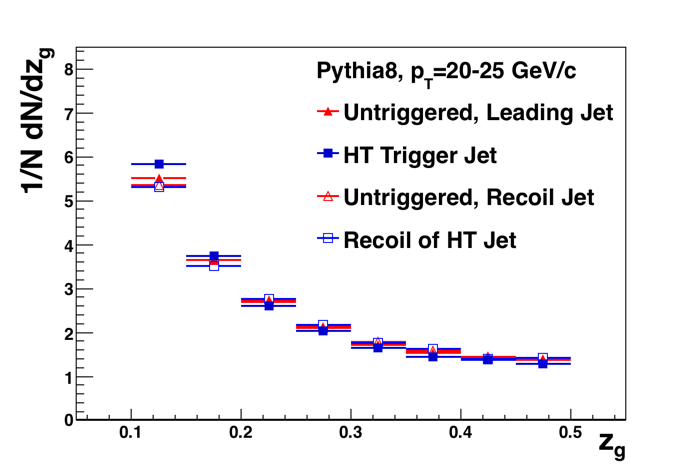 Pythia8, pT=20-25 GeV/c
Untriggered, Leading Jet
HT Trigger Jet
Untriggered, Recoil Jet
Recoil of HT Jet
1/N dN/dzg
8
7
6
5
4
3
2
1
0
0.1 0.2 0.3 0.4 0.5
zg